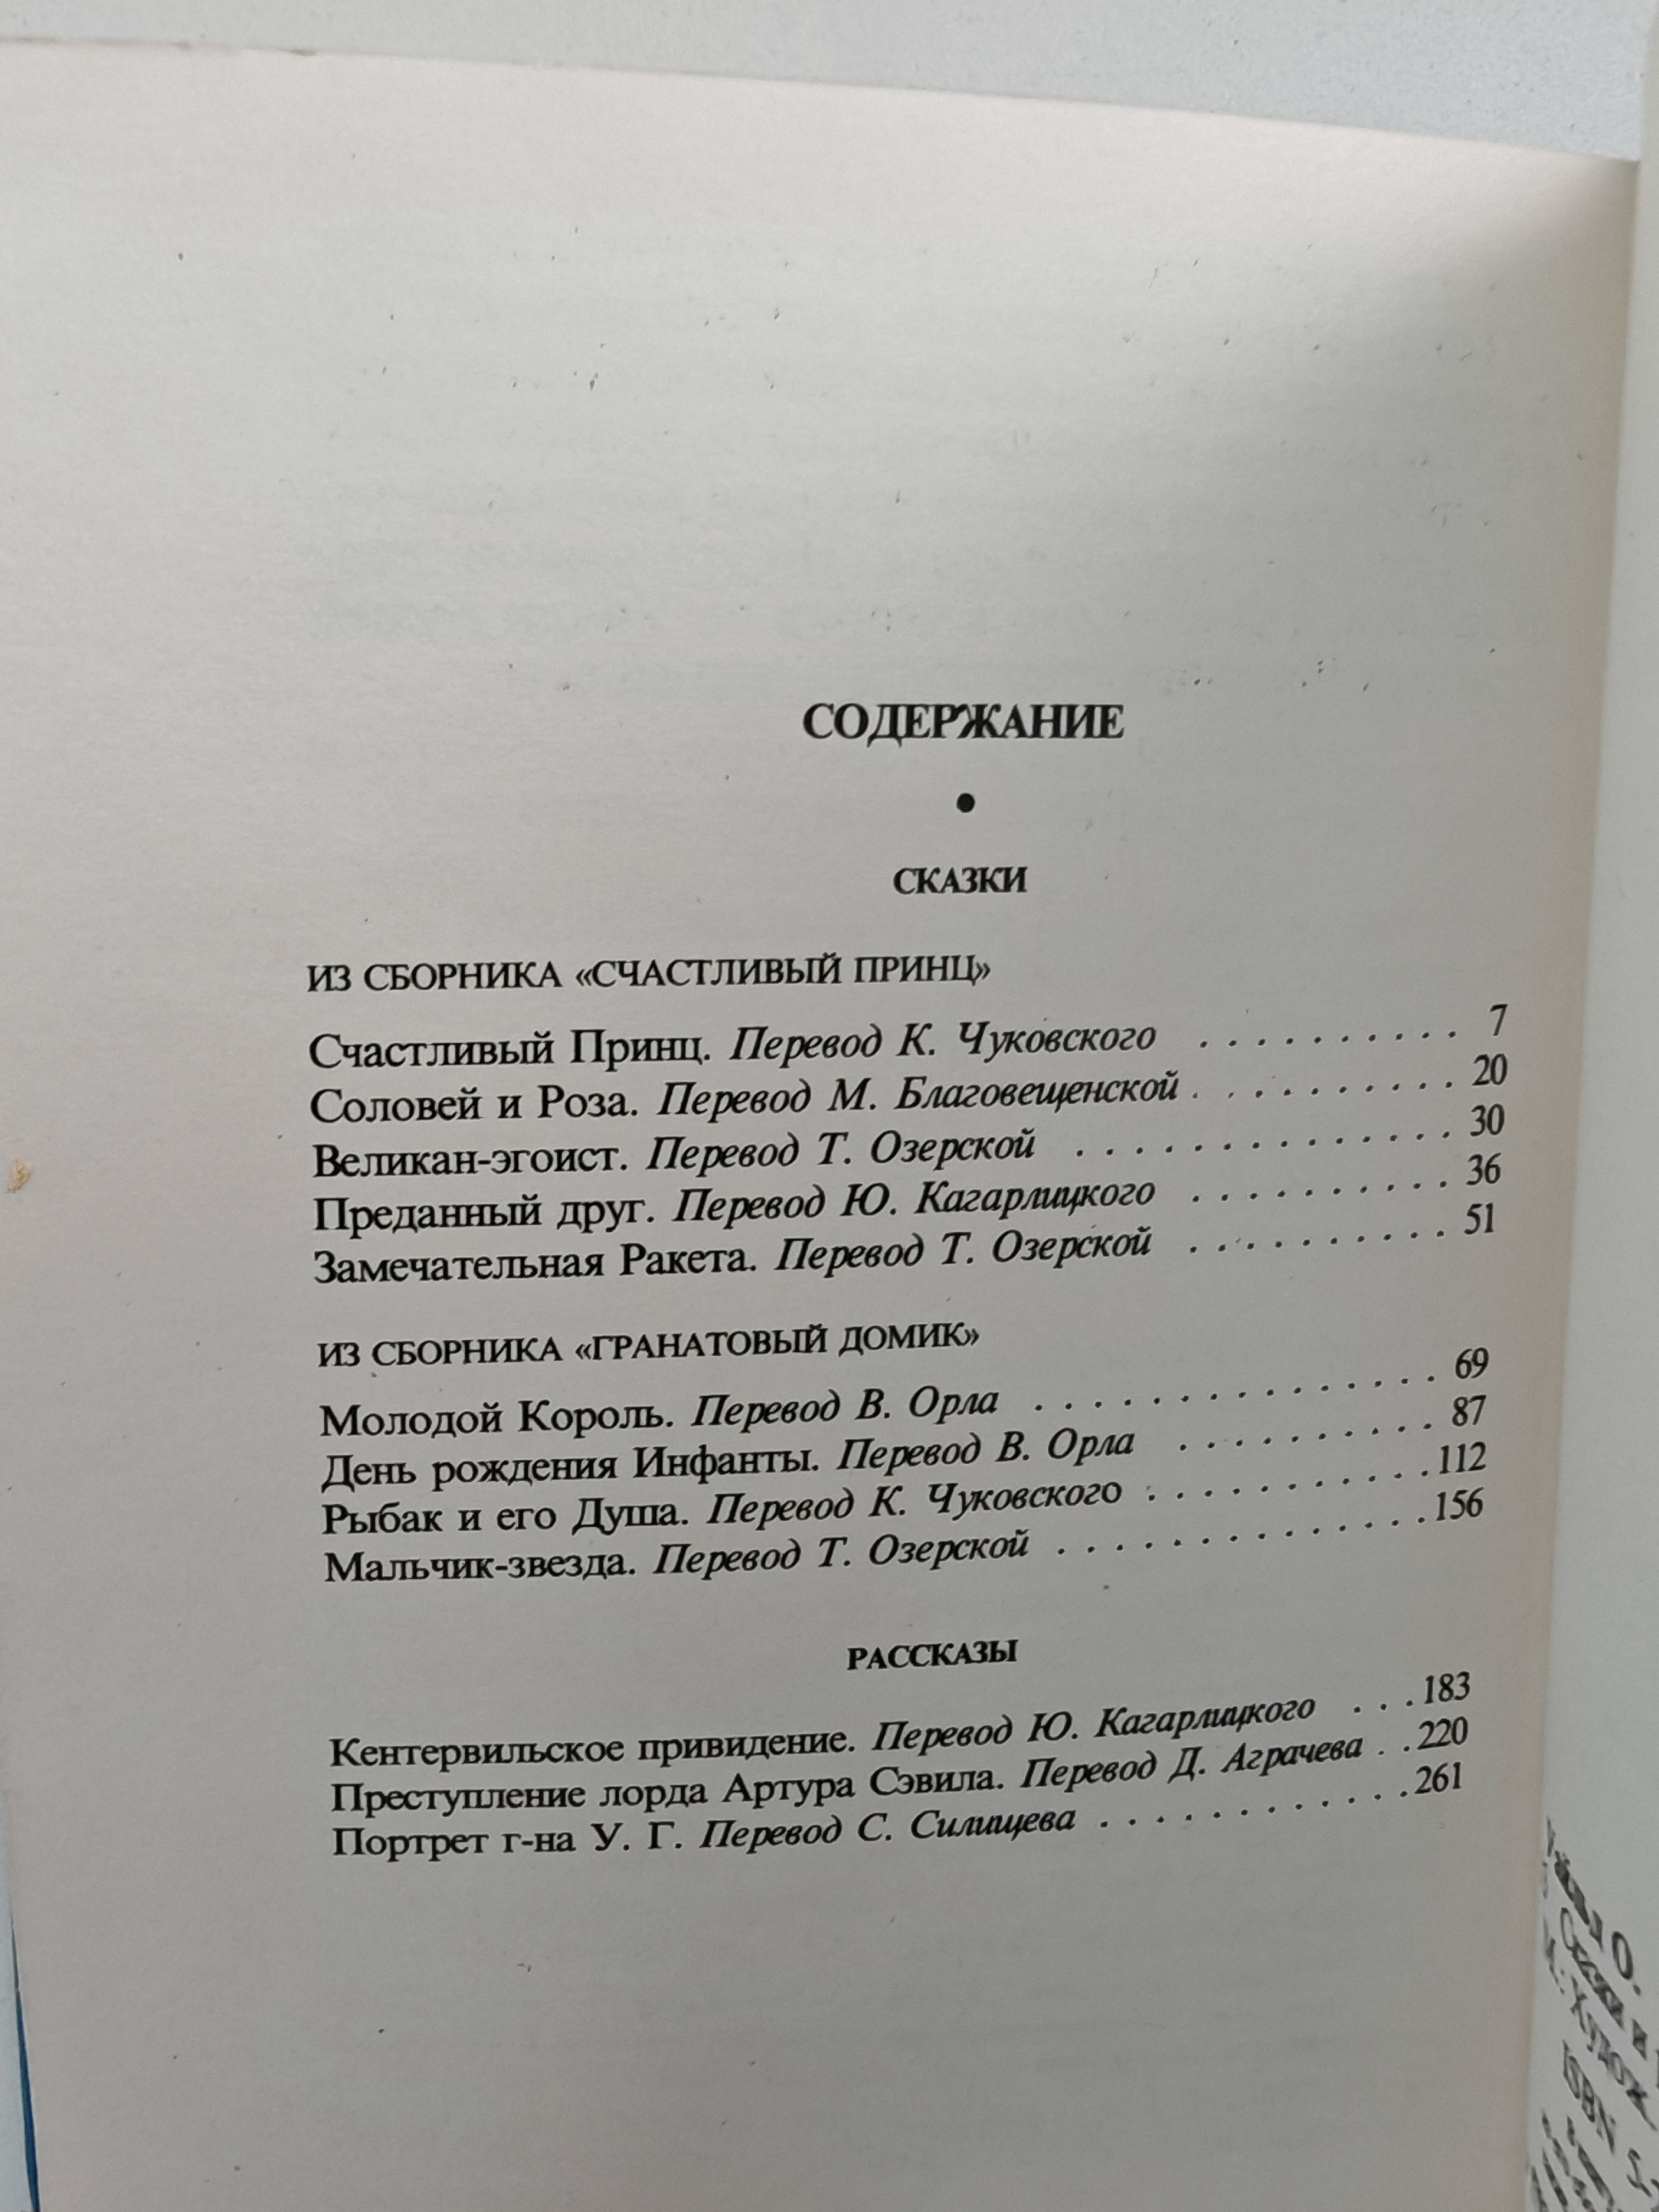 СОДЕРЖАНИЕ
•
СКАЗКИ
ИЗ СБОРНИКА «СЧАСТЛИВЫЙ ПРИНЦ»
Счастливый Принц. Перевод К. Чуковского . . . . . . . . . . 7
Соловей и Роза. Перевод М. Благовещенской . . . . . . . . . . 20
Великан-эгоист. Перевод Т. Озерской . . . . . . . . . . . . . . 30
Преданный друг. Перевод Ю. Кагарлицкого . . . . . . . . . . 36
Замечательная Ракета. Перевод Т. Озерской . . . . . . . . . . 51
ИЗ СБОРНИКА «ГРАНАТОВЫЙ ДОМИК»
Молодой Король. Перевод В. Орла . . . . . . . . . . . . . . . 69
День рождения Инфанты. Перевод В. Орла . . . . . . . . . . 87
Рыбак и его Душа. Перевод К. Чуковского . . . . . . . . . . . 112
Мальчик-звезда. Перевод Т. Озерской . . . . . . . . . . . . . . 156
РАССКАЗЫ
Кентервильское привидение. Перевод Ю. Кагарлицкого . . . 183
Преступление лорда Артура Сэвила. Перевод Д. Аграчева . . 220
Портрет г-на У. Г. Перевод С. Силищева . . . . . . . . . . . . 261